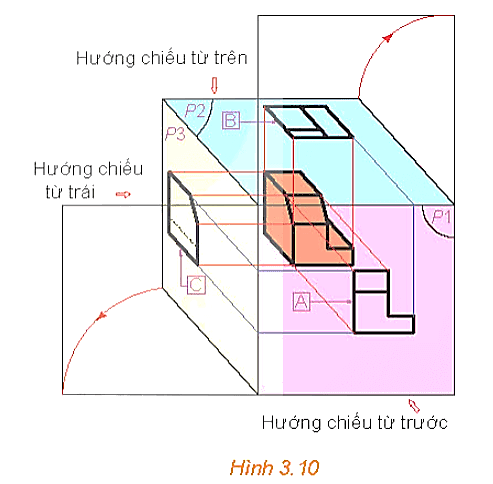 Hướng chiếu từ trên
P2
B
P3
Hướng chiếu
từ trái
P1
C
A
Hướng chiếu từ trước
Hình 3.10